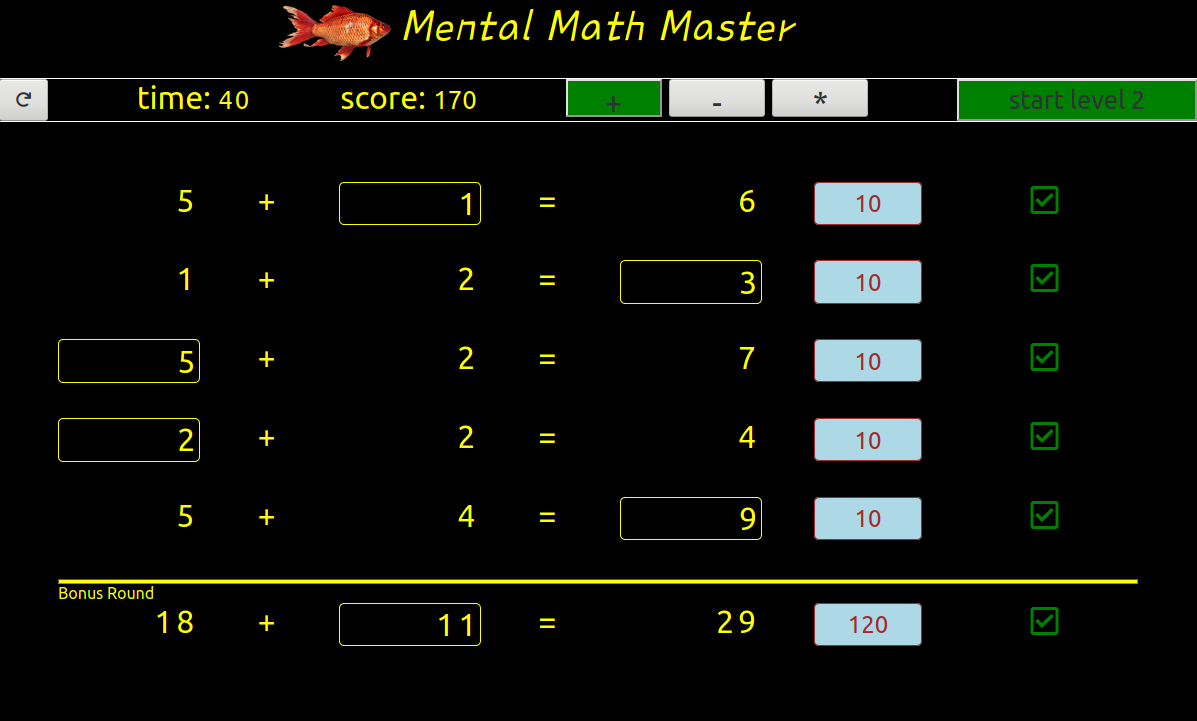 Mental Math Master
⟳ time: 40 score: 170 + - * start level 2
5 + 1 = 6 10
1 + 2 = 3 10
5 + 2 = 7 10
2 + 2 = 4 10
5 + 4 = 9 10
Bonus Round
18 + 11 = 29 120